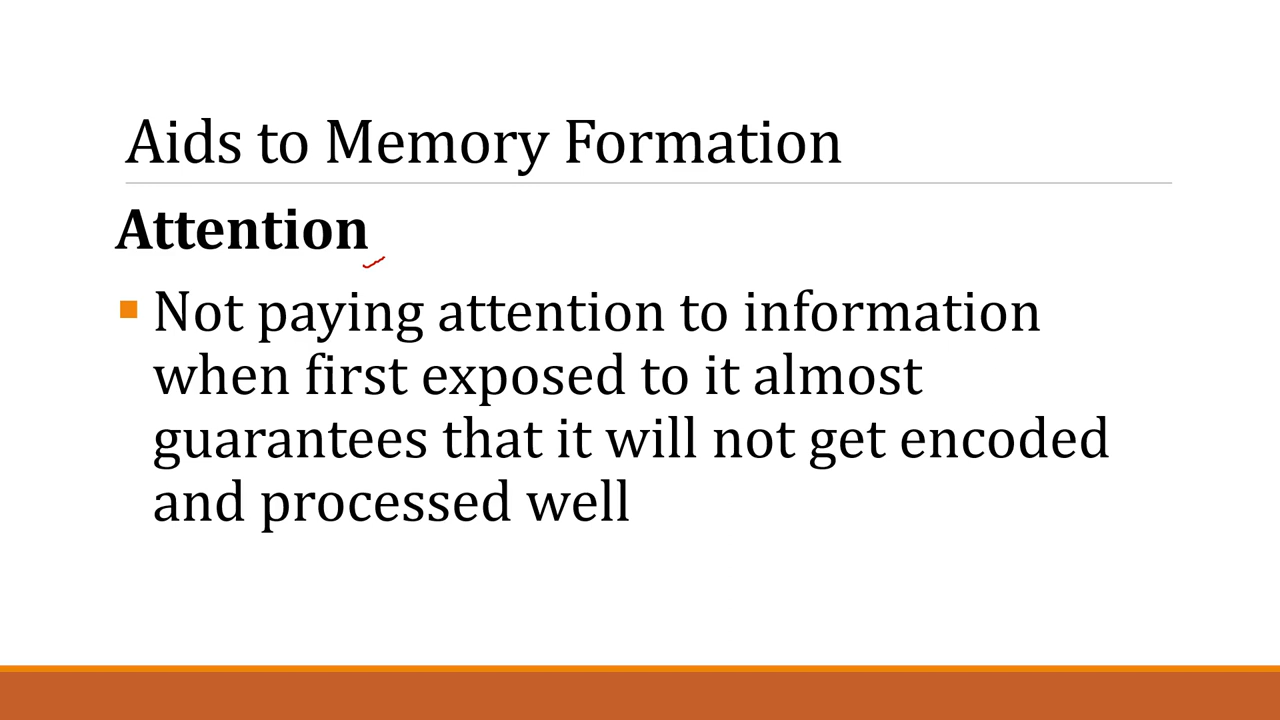 Aids to Memory Formation
Attention
Not paying attention to information
when first exposed to it almost
guarantees that it will not get encoded
and processed well